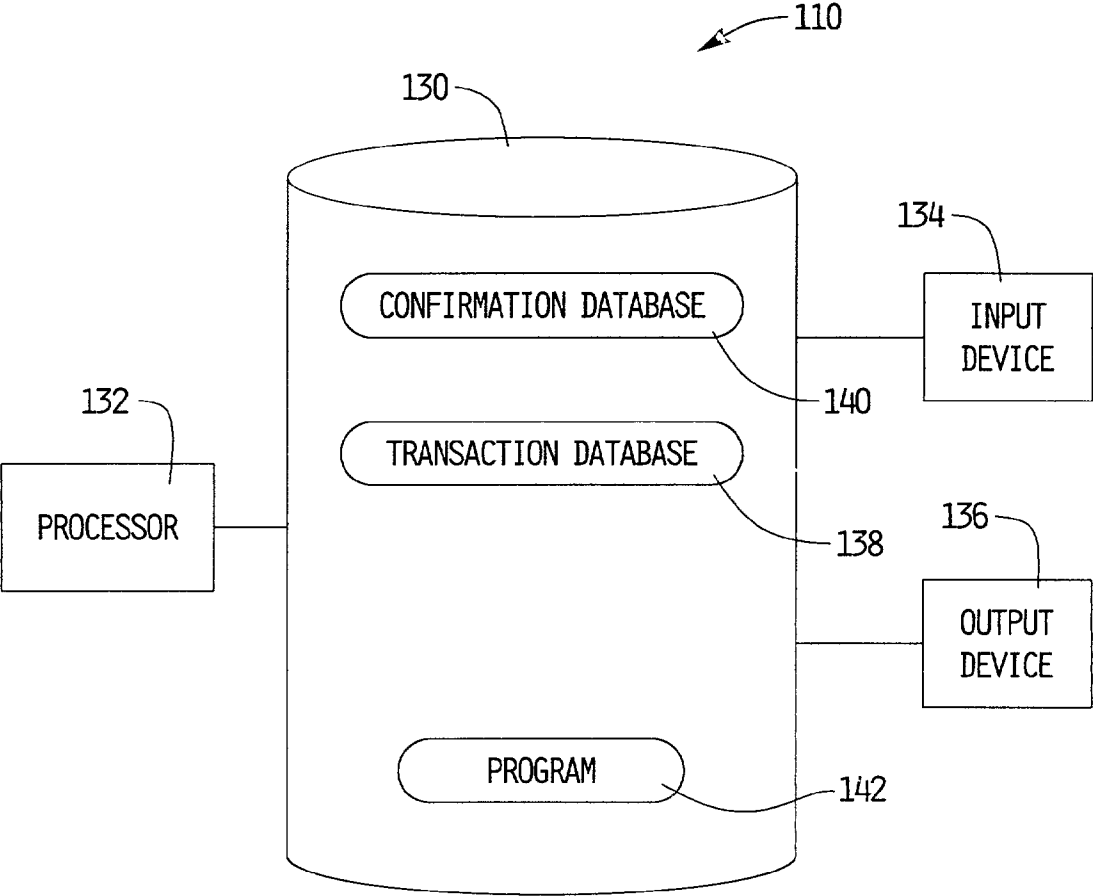 110
130
134
CONFIRMATION DATABASE
INPUT
DEVICE
140
132
TRANSACTION DATABASE
PROCESSOR
138
136
OUTPUT
DEVICE
PROGRAM
142